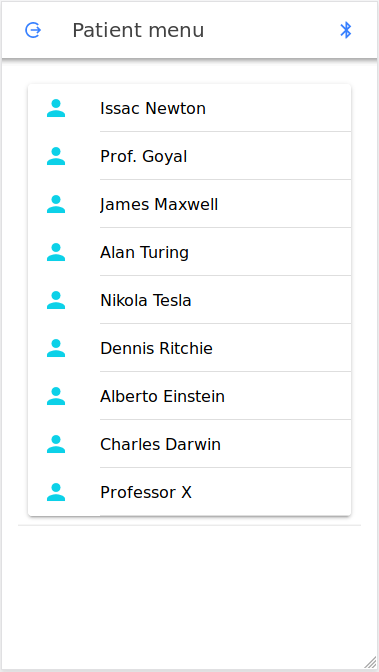 Patient menu
Issac Newton
Prof. Goyal
James Maxwell
Alan Turing
Nikola Tesla
Dennis Ritchie
Alberto Einstein
Charles Darwin
Professor X